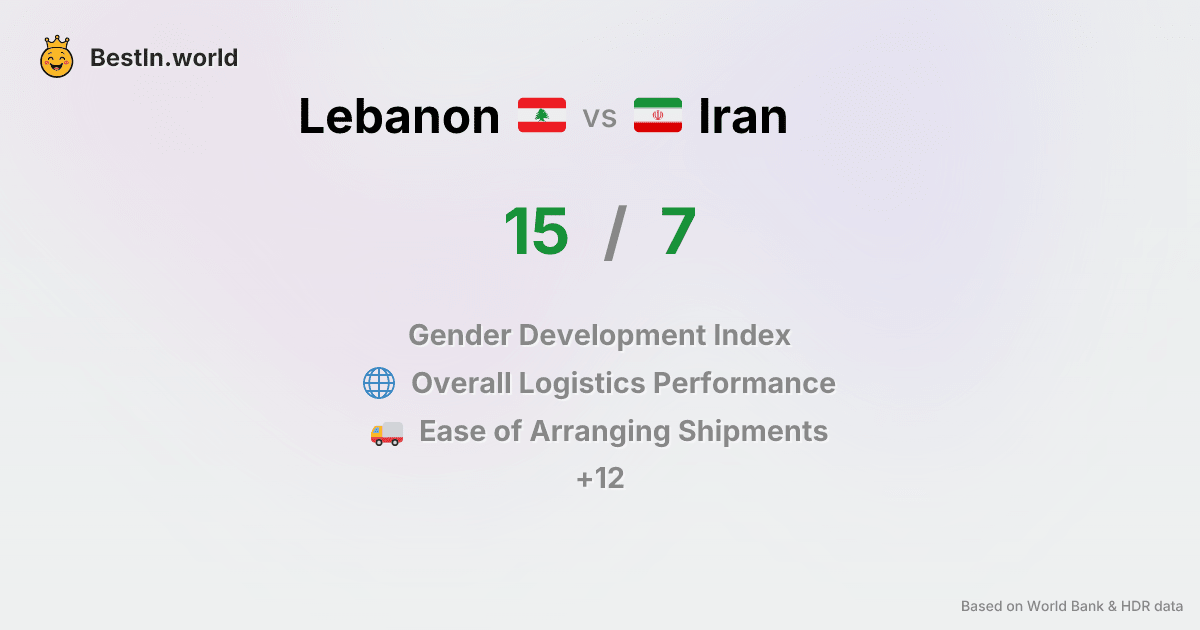 BestIn.world
Lebanon vs Iran
15 / 7
Gender Development Index
Overall Logistics Performance
Ease of Arranging Shipments
+12
Based on World Bank & HDR data